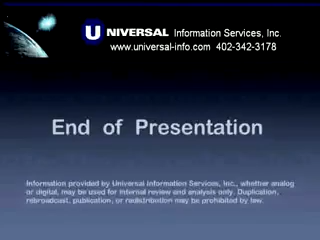 UNIVERSAL Information Services, Inc.
www.universal-info.com 402-342-3178
End of Presentation
Information provided by Universal Information Services, Inc., whether analog
or digital, may be used for internal review and analysis only. Duplication,
rebroadcast, publication, or redistribution may be prohibited by law.